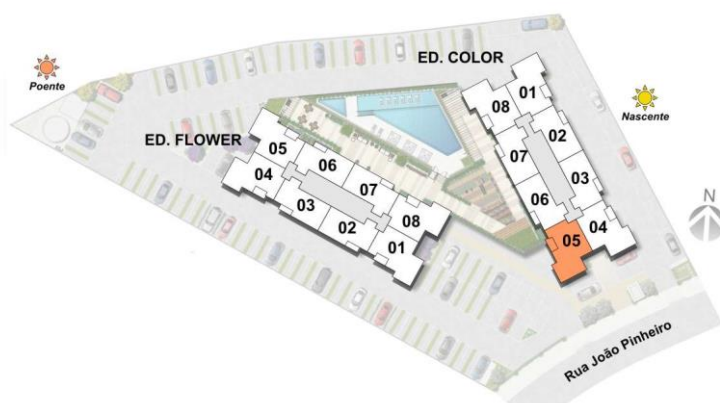 Poente
ED. COLOR
Nascente
ED. FLOWER
08
01
02
07
03
06
04
05
05
06
04
07
03
08
02
01
N
Rua João Pinheiro